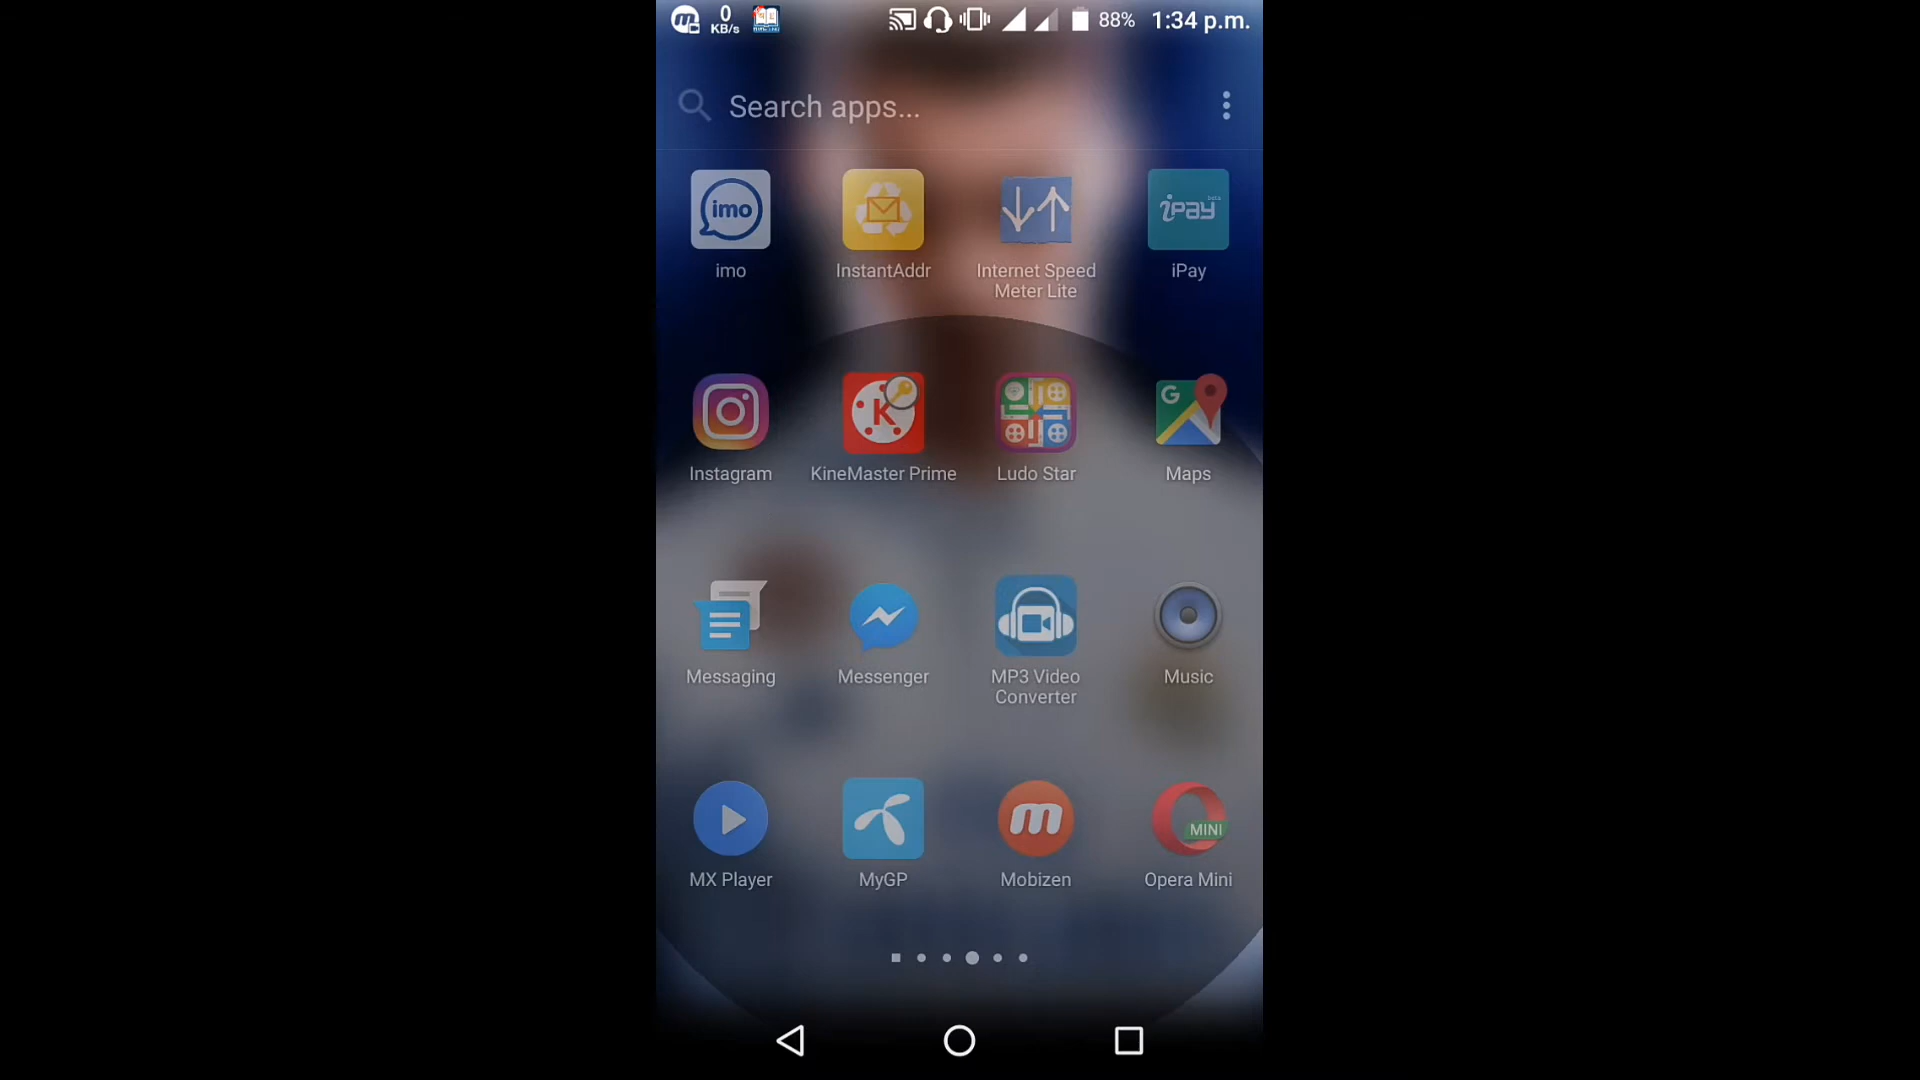 0
KB/s
88%
1:34 p.m.
Search apps...
imo
iPay
beta
imo
InstantAddr
Internet Speed
Meter Lite
iPay
G
K
Instagram
KineMaster Prime
Ludo Star
Maps
Messaging
Messenger
MP3 Video
Converter
Music
m
MINI
MX Player
MyGP
Mobizen
Opera Mini